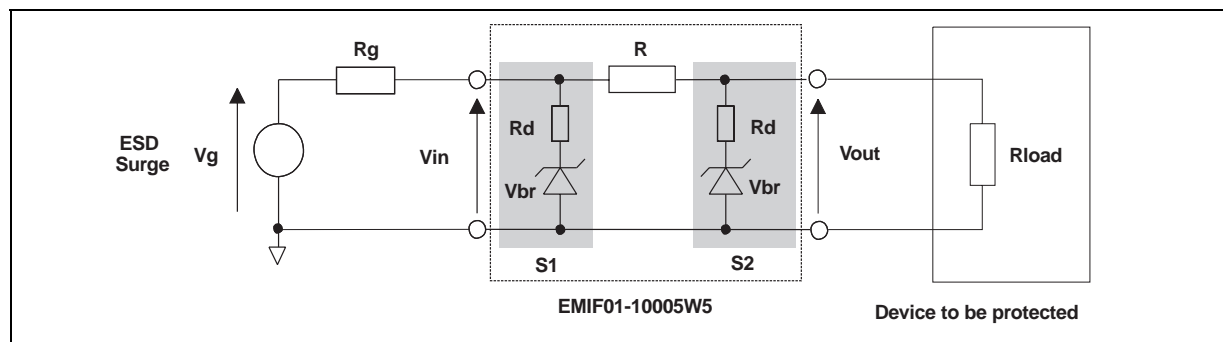 Rg
R
Rd
Rd
ESD
Surge
Vg
Vin
Vout
Rload
Vbr
Vbr
S1
S2
EMIF01-10005W5
Device to be protected